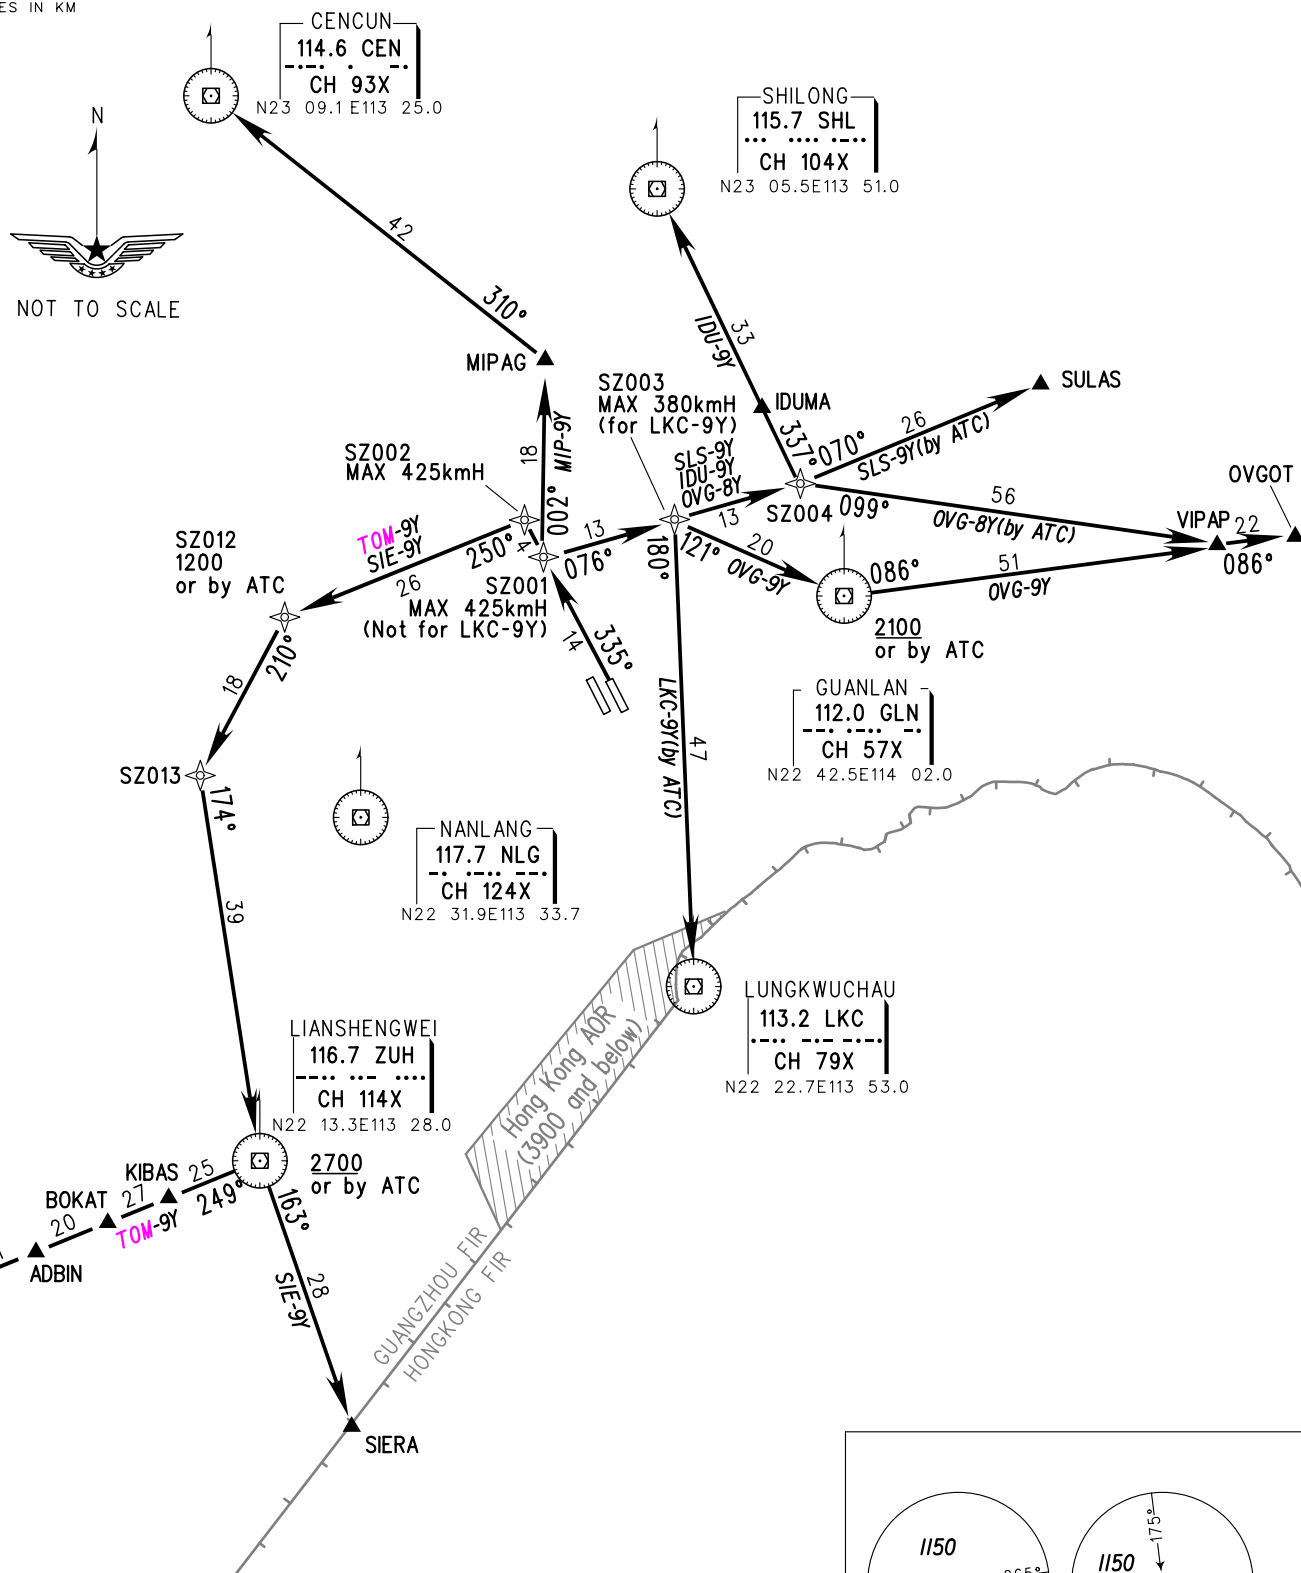 ES IN KM
CENCUN
114.6 CEN
CH 93X
N23 09.1 E113 25.0
N
NOT TO SCALE
SHILONG
115.7 SHL
CH 104X
N23 05.5E113 51.0
42
310°
MIPAG
33
IDU-9Y
SZ003
MAX 380kmH
(for LKC-9Y)
IDUMA
337°
SULAS
26
070°
SLS-9Y(by ATC)
18
MIP-9Y
002°
SZ002
MAX 425kmH
SLS-9Y
IDU-9Y
OVG-8Y
13
SZ004
099°
56
OVG-8Y(by ATC)
OVGOT
VIPAP
22
086°
TOM-9Y
SIE-9Y
250°
26
4
13
076°
SZ012
1200
or by ATC
SZ001
MAX 425kmH
(Not for LKC-9Y)
180°
121°
20
OVG-9Y
086°
51
OVG-9Y
2100
or by ATC
14
335°
210°
18
LKC-9Y(by ATC)
47
GUANLAN
112.0 GLN
CH 57X
N22 42.5E114 02.0
SZ013
174°
NANLANG
117.7 NLG
CH 124X
N22 31.9E113 33.7
39
LUNGKWUCHAU
113.2 LKC
CH 79X
N22 22.7E113 53.0
Hong Kong AOR
(3900 and below)
LIANSHENGWEI
116.7 ZUH
CH 114X
N22 13.3E113 28.0
2700
or by ATC
KIBAS
25
249°
BOKAT
27
TOM-9Y
20
ADBIN
163°
28
SIE-9Y
GUANGZHOU FIR
HONGKONG FIR
SIERA
1150
175°
1150